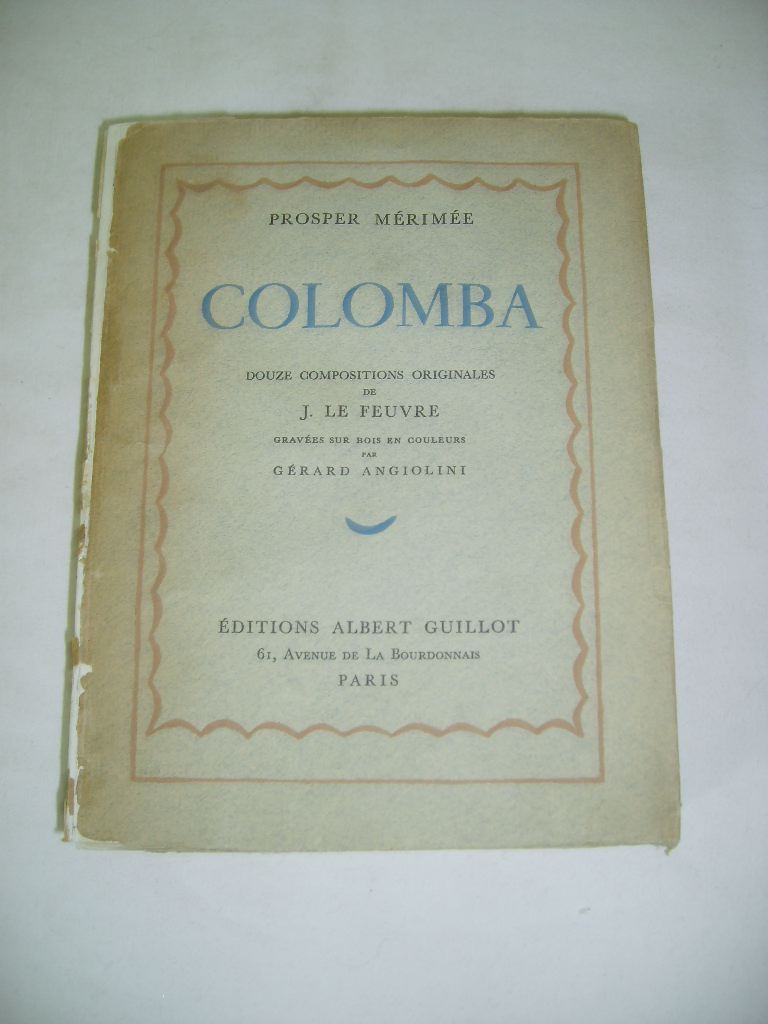 PROSPER MÉRIMÉE
COLOMBA
DOUZE COMPOSITIONS ORIGINALES
DE
J. LE FEUVRE
GRAVÉES SUR BOIS EN COULEURS
PAR
GÉRARD ANGIOLINI
ÉDITIONS ALBERT GUILLOT
61, AVENUE DE LA BOURDONNAIS
PARIS